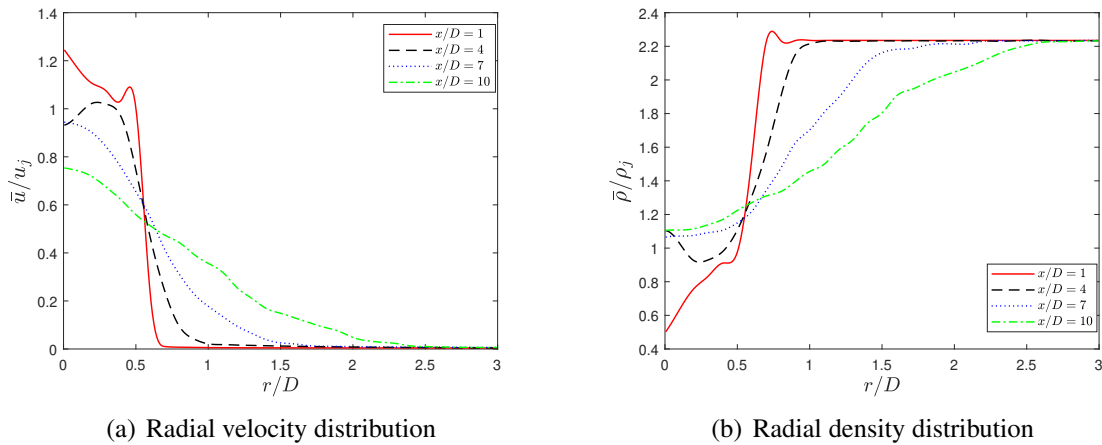 1.4
1.2
1
0.8
0.6
0.4
0.2
0
0 0.5 1 1.5 2 2.5 3
ū/u_j
r/D
x/D = 1
x/D = 4
x/D = 7
x/D = 10
(a) Radial velocity distribution
2.4
2.2
2
1.8
1.6
1.4
1.2
1
0.8
0.6
0.4
0 0.5 1 1.5 2 2.5 3
ρ̄/ρ_j
r/D
x/D = 1
x/D = 4
x/D = 7
x/D = 10
(b) Radial density distribution